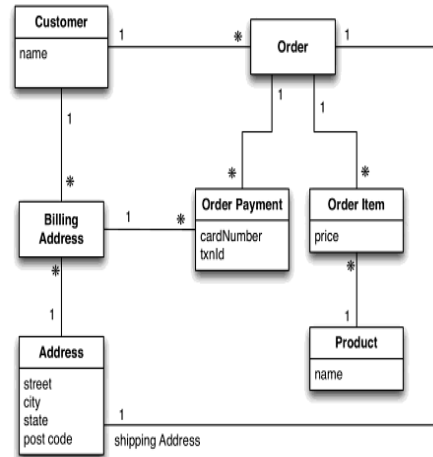 Customer
name
1
*
Order
1
1
1
1
*
*
*
Billing
Address
1
*
Order Payment
cardNumber
txnId
Order Item
price
*
*
1
1
Address
street
city
state
post code
Product
name
1
shipping Address